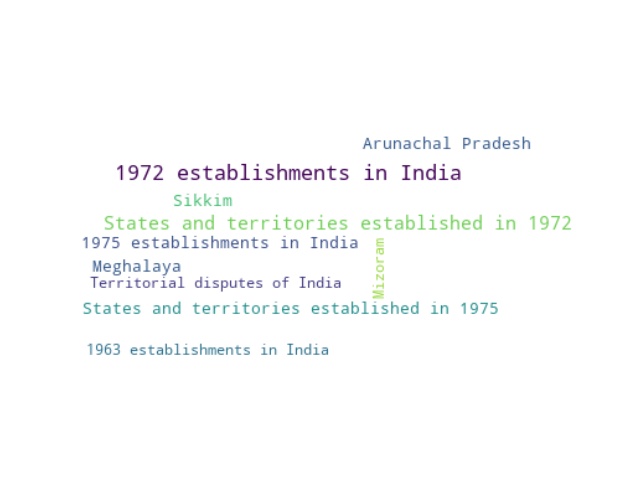 Arunachal Pradesh
1972 establishments in India
Sikkim
States and territories established in 1972
1975 establishments in India
Mizoram
Meghalaya
Territorial disputes of India
States and territories established in 1975
1963 establishments in India